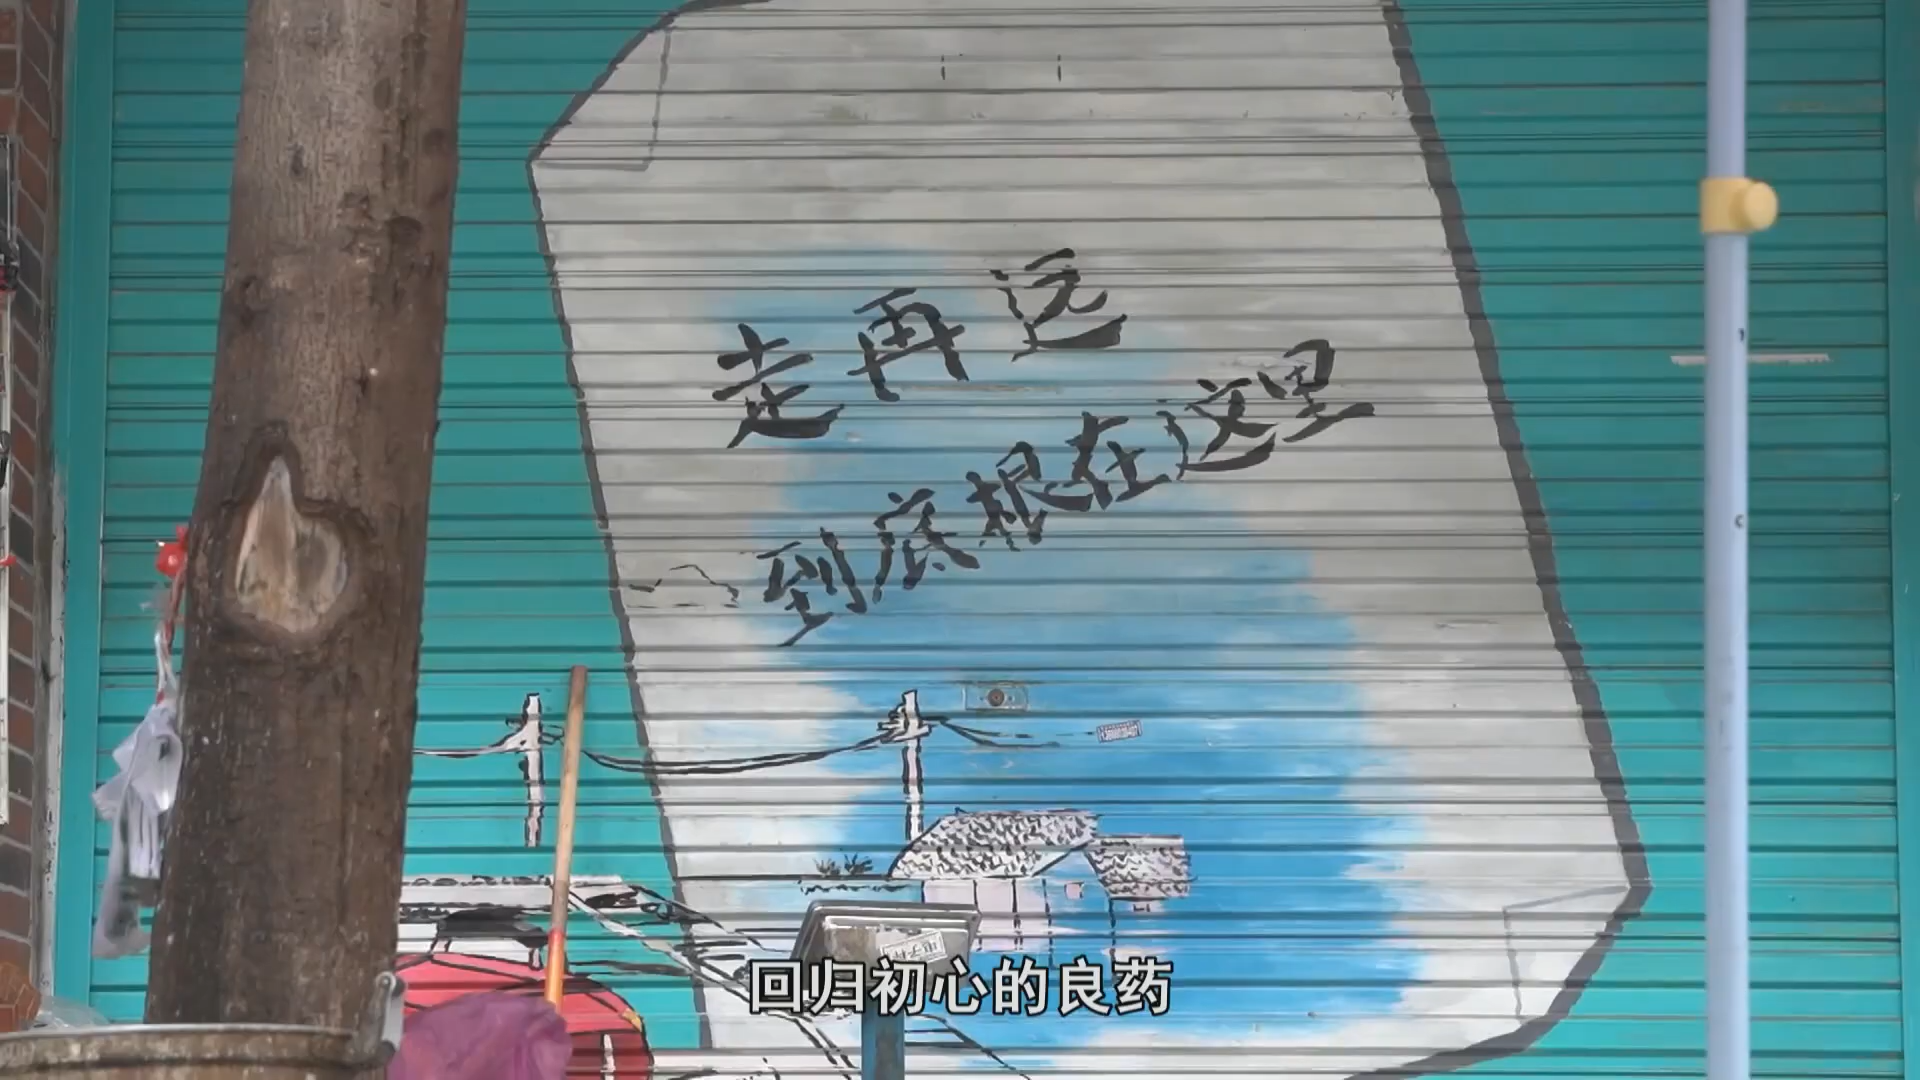 走再远
到底根在这里
回归初心的良药